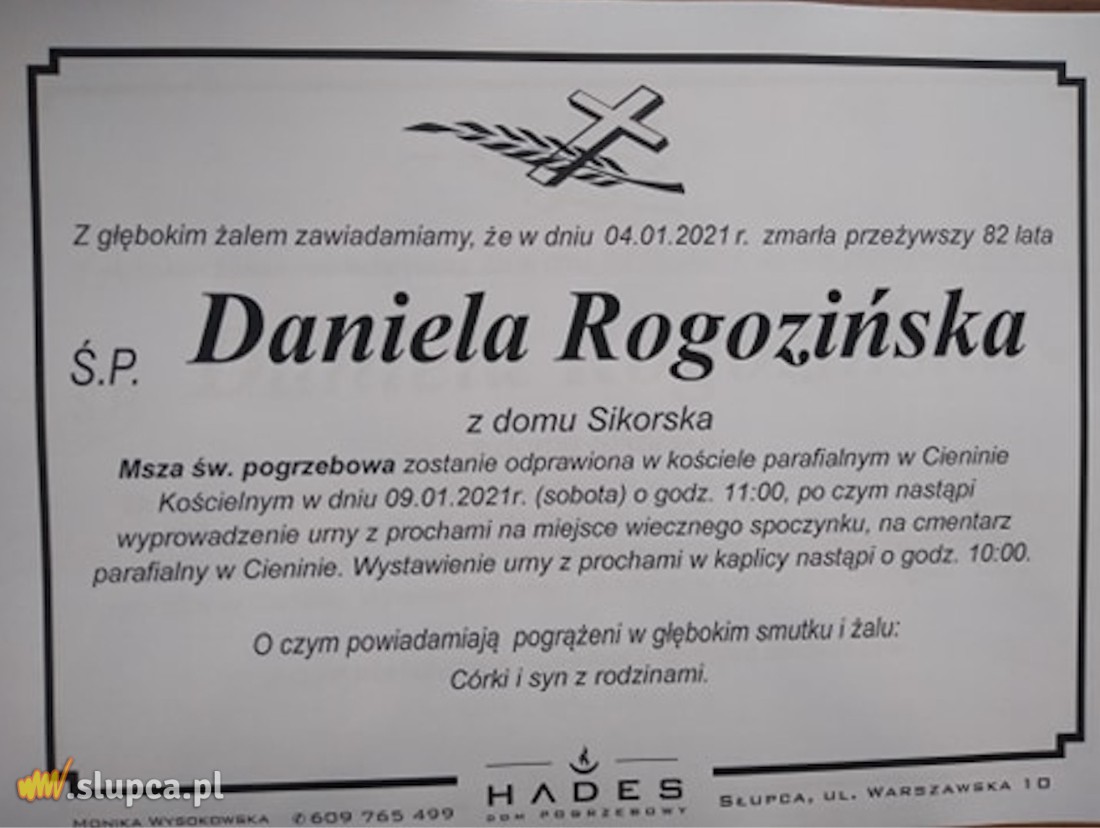 Z głębokim żalem zawiadamiamy, że w dniu 04.01.2021 r. zmarła przeżywszy 82 lata
Ś.P. Daniela Rogozińska
z domu Sikorska
Msza św. pogrzebowa zostanie odprawiona w kościele parafialnym w Cieninie
Kościelnym w dniu 09.01.2021r. (sobota) o godz. 11:00, po czym nastąpi
wyprowadzenie urny z prochami na miejsce wiecznego spoczynku, na cmentarz
parafialny w Cieninie. Wystawienie urny z prochami w kaplicy nastąpi o godz. 10:00.
O czym powiadamiają pogrążeni w głębokim smutku i żalu:
Córki i syn z rodzinami.
www.slupca.pl
MONIKA WYSOKOWSKA ✆ 609 765 499
HADES
DOM POGRZEBOWY
SŁUPCA, UL. WARSZAWSKA 10